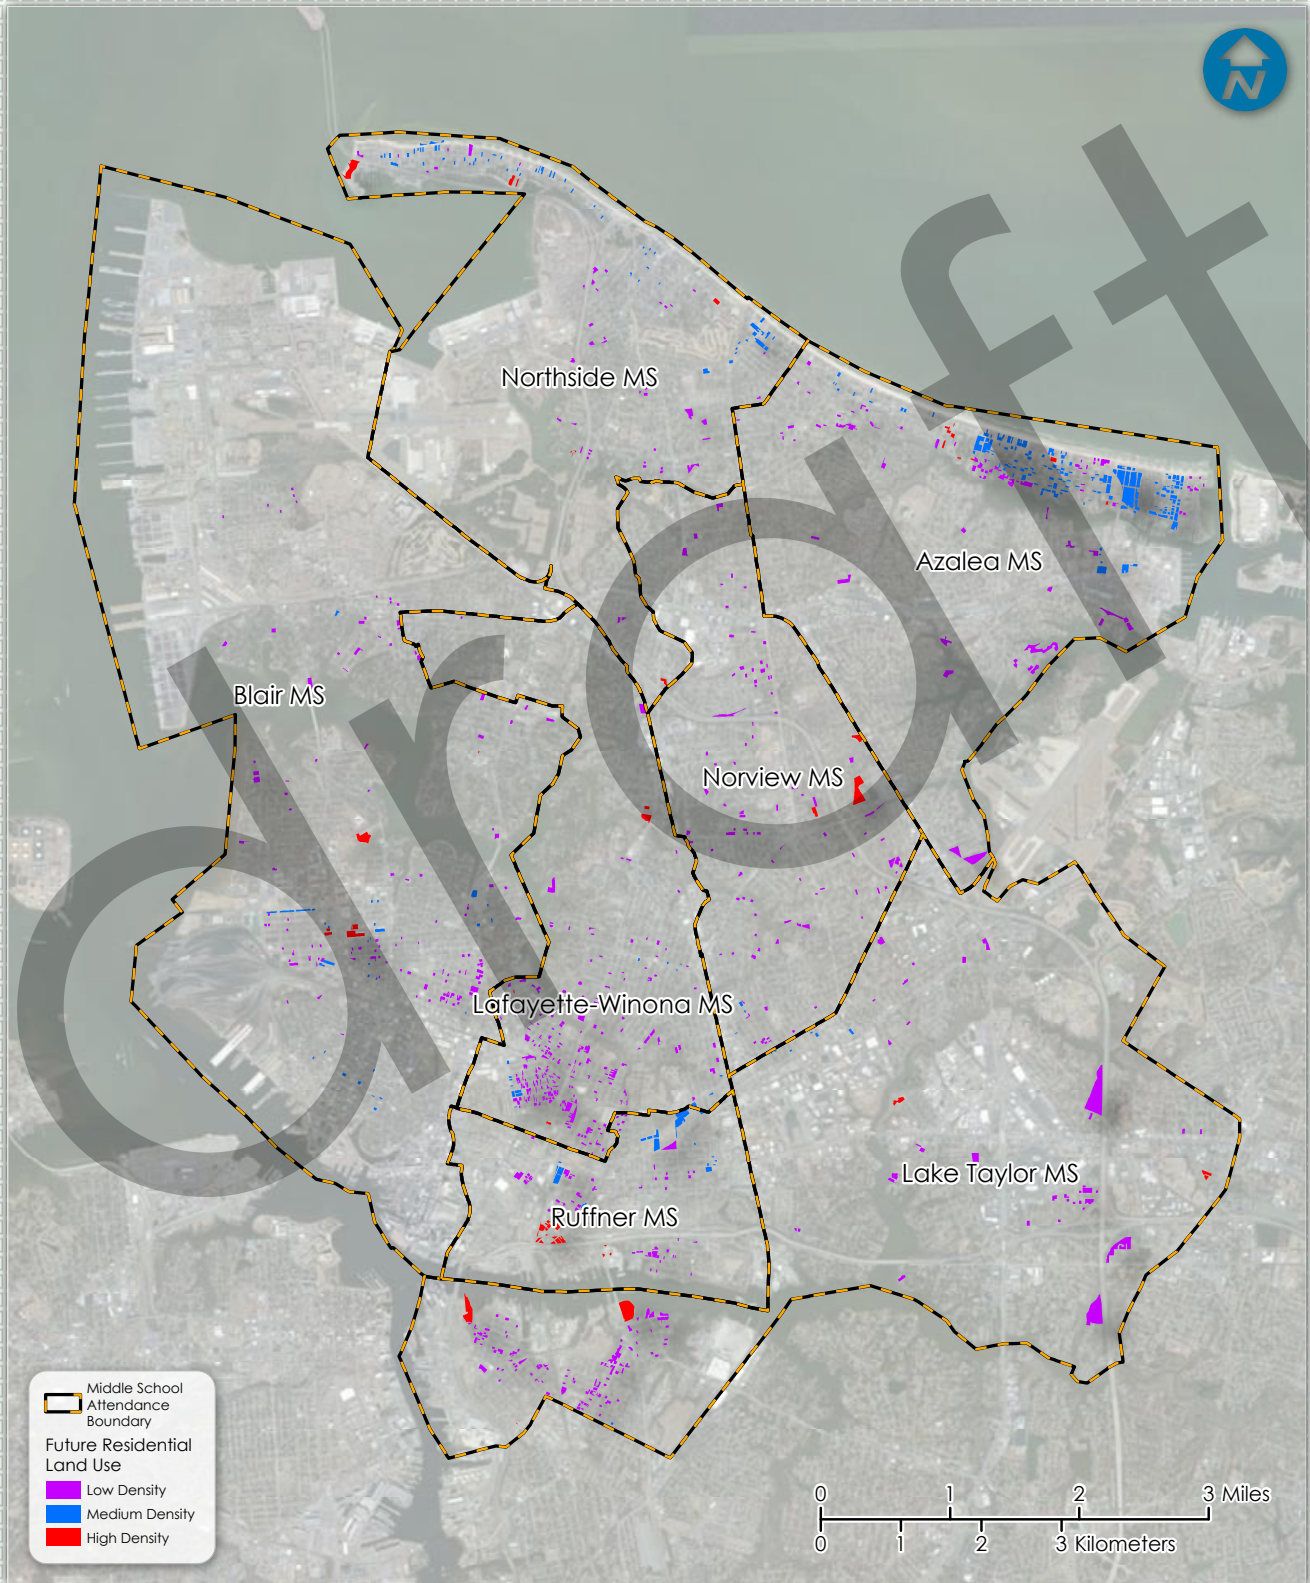 N
Northside MS
Azalea MS
Blair MS
Norview MS
Lafayette-Winona MS
Lake Taylor MS
Ruffner MS
draft
Middle School
Attendance
Boundary
Future Residential
Land Use
Low Density
Medium Density
High Density
0 1 2 3 Miles
0 1 2 3 Kilometers